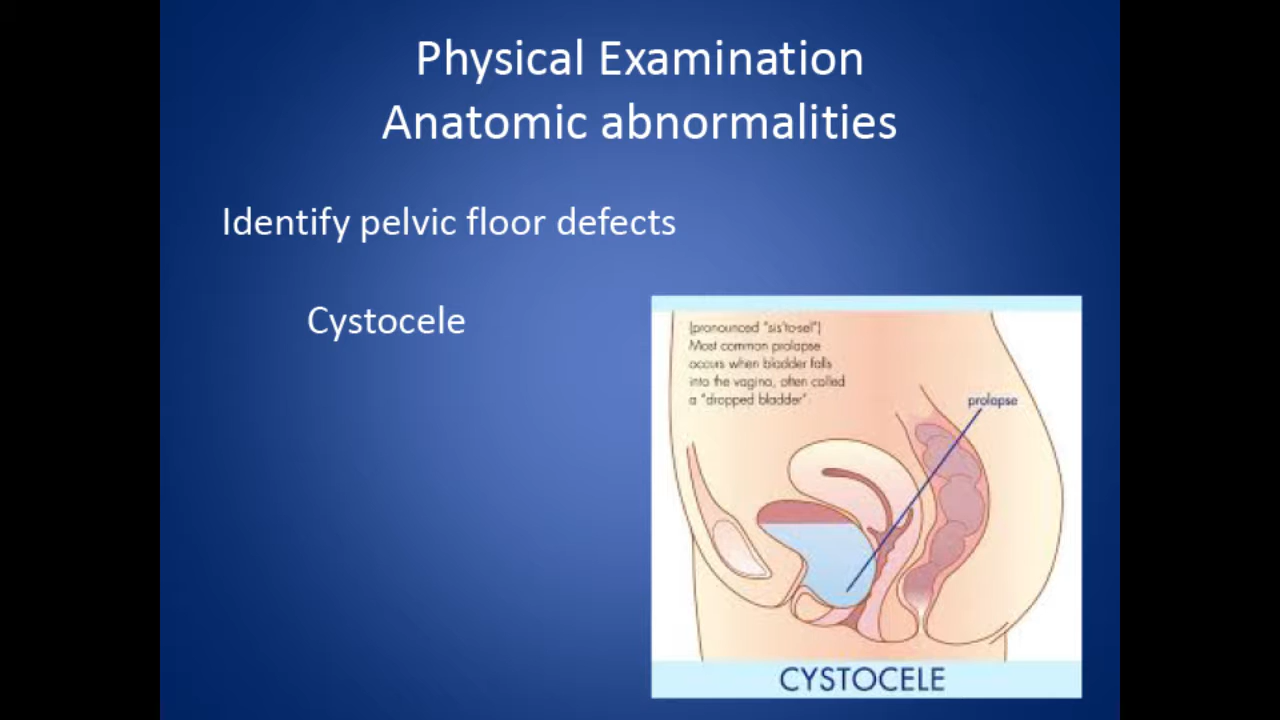 Physical Examination
Anatomic abnormalities
Identify pelvic floor defects
Cystocele
(pronounced "sis'to-sel")
Most common prolapse
occurs when bladder falls
into the vagina, often called
a "dropped bladder"
prolapse
CYSTOCELE